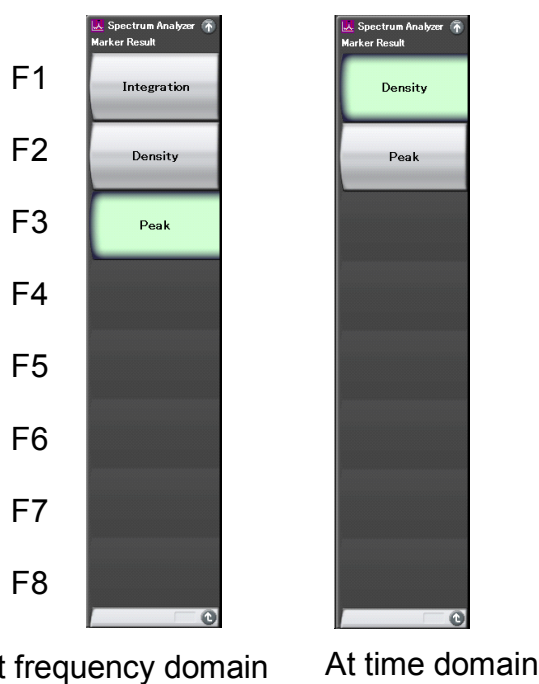 Spectrum Analyzer
Marker Result
Integration
Density
Peak
Spectrum Analyzer
Marker Result
Density
Peak
F1
F2
F3
F4
F5
F6
F7
F8
t frequency domain
At time domain